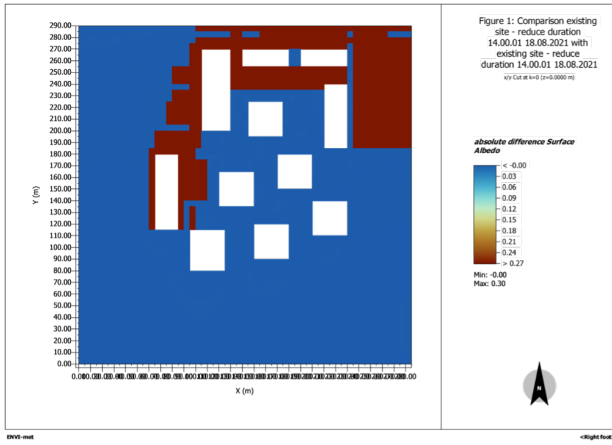 Figure 1: Comparison existing
site - reduce duration
14.00.01 18.08.2021 with
existing site - reduce
duration 14.00.01 18.08.2021
x/y Cut at k=0 (z=0.0000 m)
absolute difference Surface
Albedo
< -0.00
0.03
0.06
0.09
0.12
0.15
0.18
0.21
0.24
> 0.27
Min: -0.00
Max: 0.30
N
Y (m)
290.00
280.00
270.00
260.00
250.00
240.00
230.00
220.00
210.00
200.00
190.00
180.00
170.00
160.00
150.00
140.00
130.00
120.00
110.00
100.00
90.00
80.00
70.00
60.00
50.00
40.00
30.00
20.00
10.00
0.00
X (m)
ENVI-met
<Right foot